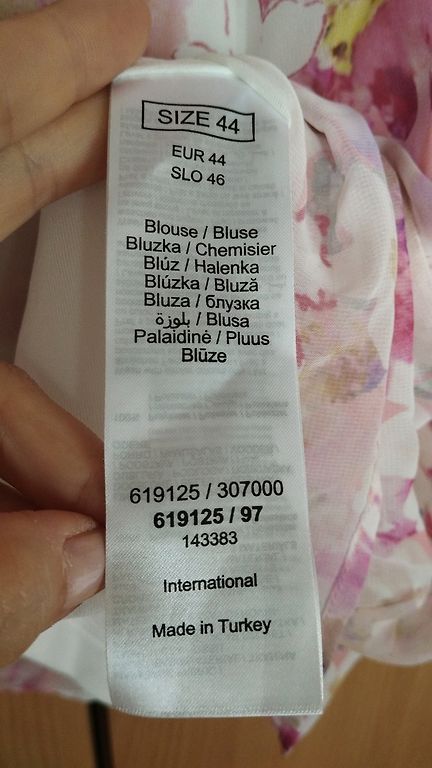 SIZE 44
EUR 44
SLO 46
Blouse / Bluse
Bluzka / Chemisier
Blúz / Halenka
Blúzka / Bluză
Bluza / блузка
بلوزة / Blusa
Palaidinė / Pluus
Blūze
619125 / 307000
619125 / 97
143383
International
Made in Turkey